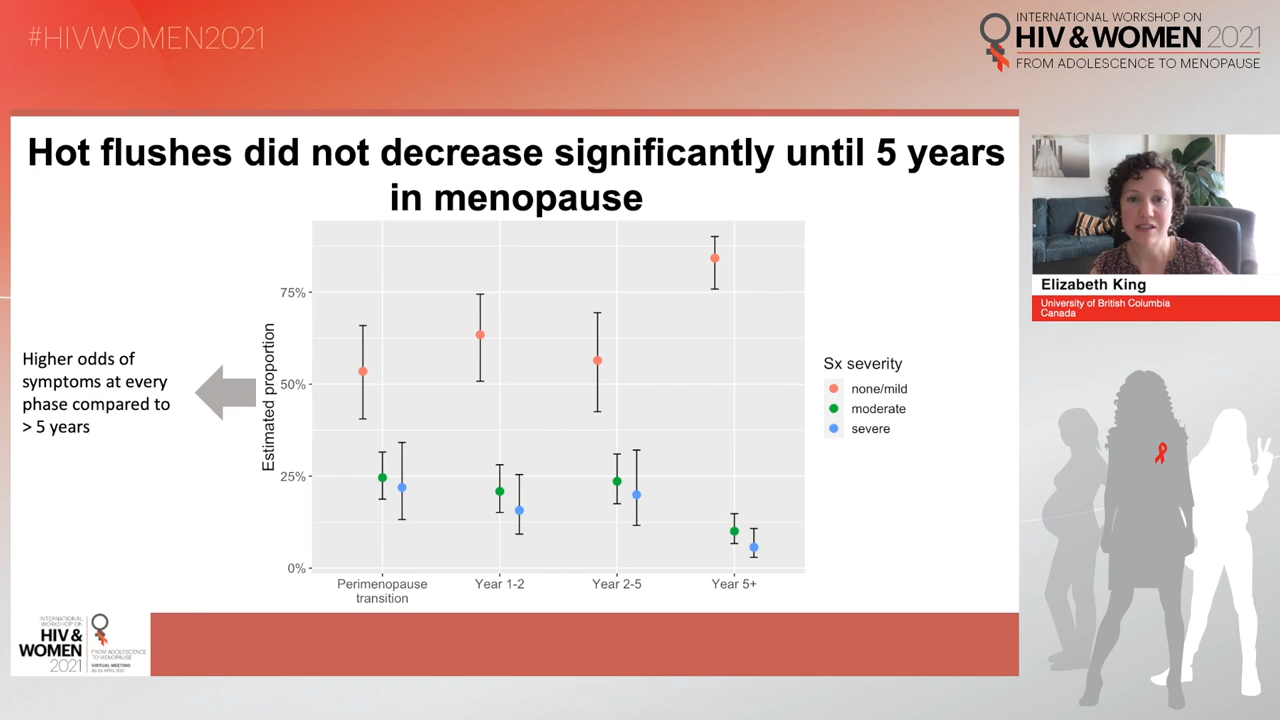 #HIVWOMEN2021
INTERNATIONAL WORKSHOP ON
HIV & WOMEN 2021
FROM ADOLESCENCE TO MENOPAUSE
Hot flushes did not decrease significantly until 5 years
in menopause
Higher odds of
symptoms at every
phase compared to
> 5 years
Estimated proportion
75%
50%
25%
0%
Perimenopause
transition
Year 1-2
Year 2-5
Year 5+
Sx severity
none/mild
moderate
severe
Elizabeth King
University of British Columbia
Canada
INTERNATIONAL
WORKSHOP ON
HIV &
WOMEN
2021
FROM ADOLESCENCE
TO MENOPAUSE
VIRTUAL MEETING